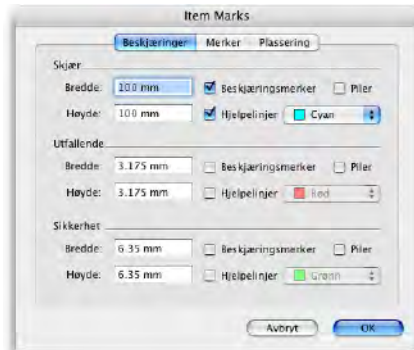 Item Marks
Beskjæringer Merker Plassering
Skjær
Bredde: 100 mm Beskjæringsmerker Piler
Høyde: 100 mm Hjelpelinjer Cyan
Utfallende
Bredde: 3.175 mm Beskjæringsmerker
Høyde: 3.175 mm Hjelpelinjer Rød
Sikkerhet
Bredde: 6.35 mm Beskjæringsmerker Piler
Høyde: 6.35 mm Hjelpelinjer Grønn
Avbryt OK